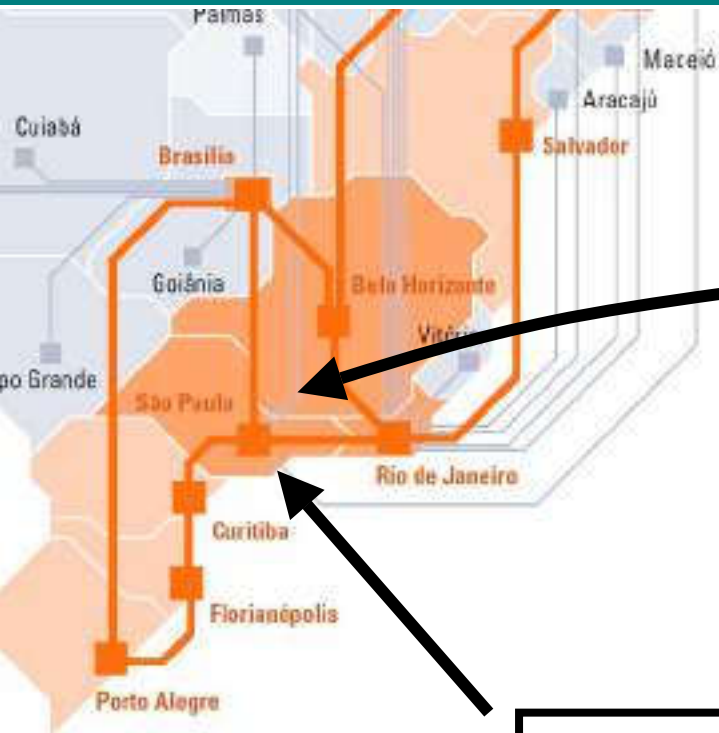 Palmas
Maceió
Aracajú
Cuiabá
Brasília
Salvador
Goiânia
Belo Horizonte
Vitória
po Grande
São Paulo
Rio de Janeiro
Curitiba
Florianópolis
Porto Alegre